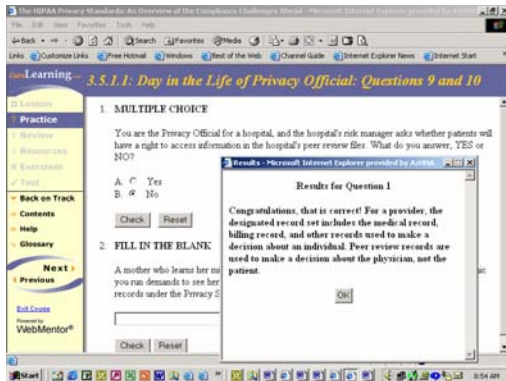 The HIPAA Privacy Standards: An Overview of the Compliance Challenges Ahead - Microsoft Internet Explorer provided by
File Edit View Favorites Tools Help
Back Search Favorites Media
Links Customize Links Free Hotmail Windows Best of the Web Channel Guide Internet Explorer News Internet Start
Learning 3.5.1.1: Day in the Life of Privacy Official: Questions 9 and 10
Lesson
Practice
Review
Resources
Exercise
Test
Back on Track
Contents
Help
Glossary
Next
Previous
Exit Course
Powered by
WebMentor®
1. MULTIPLE CHOICE
You are the Privacy Official for a hospital, and the hospital's risk manager asks whether patients will
have a right to access information in the hospital's peer review files. What do you answer, YES or
NO?
A. Yes
B. No
Check Reset
2. FILL IN THE BLANK
A mother who learns her
you run demands to see her
records under the Privacy S
Check Reset
Results - Microsoft Internet Explorer provided by
Results for Question 1
Congratulations, that is correct! For a provider, the
designated record set includes the medical record,
billing record, and other records used to make a
decision about an individual. Peer review records are
used to make a decision about the physician, not the
patient.
OK
Start 8:54 AM